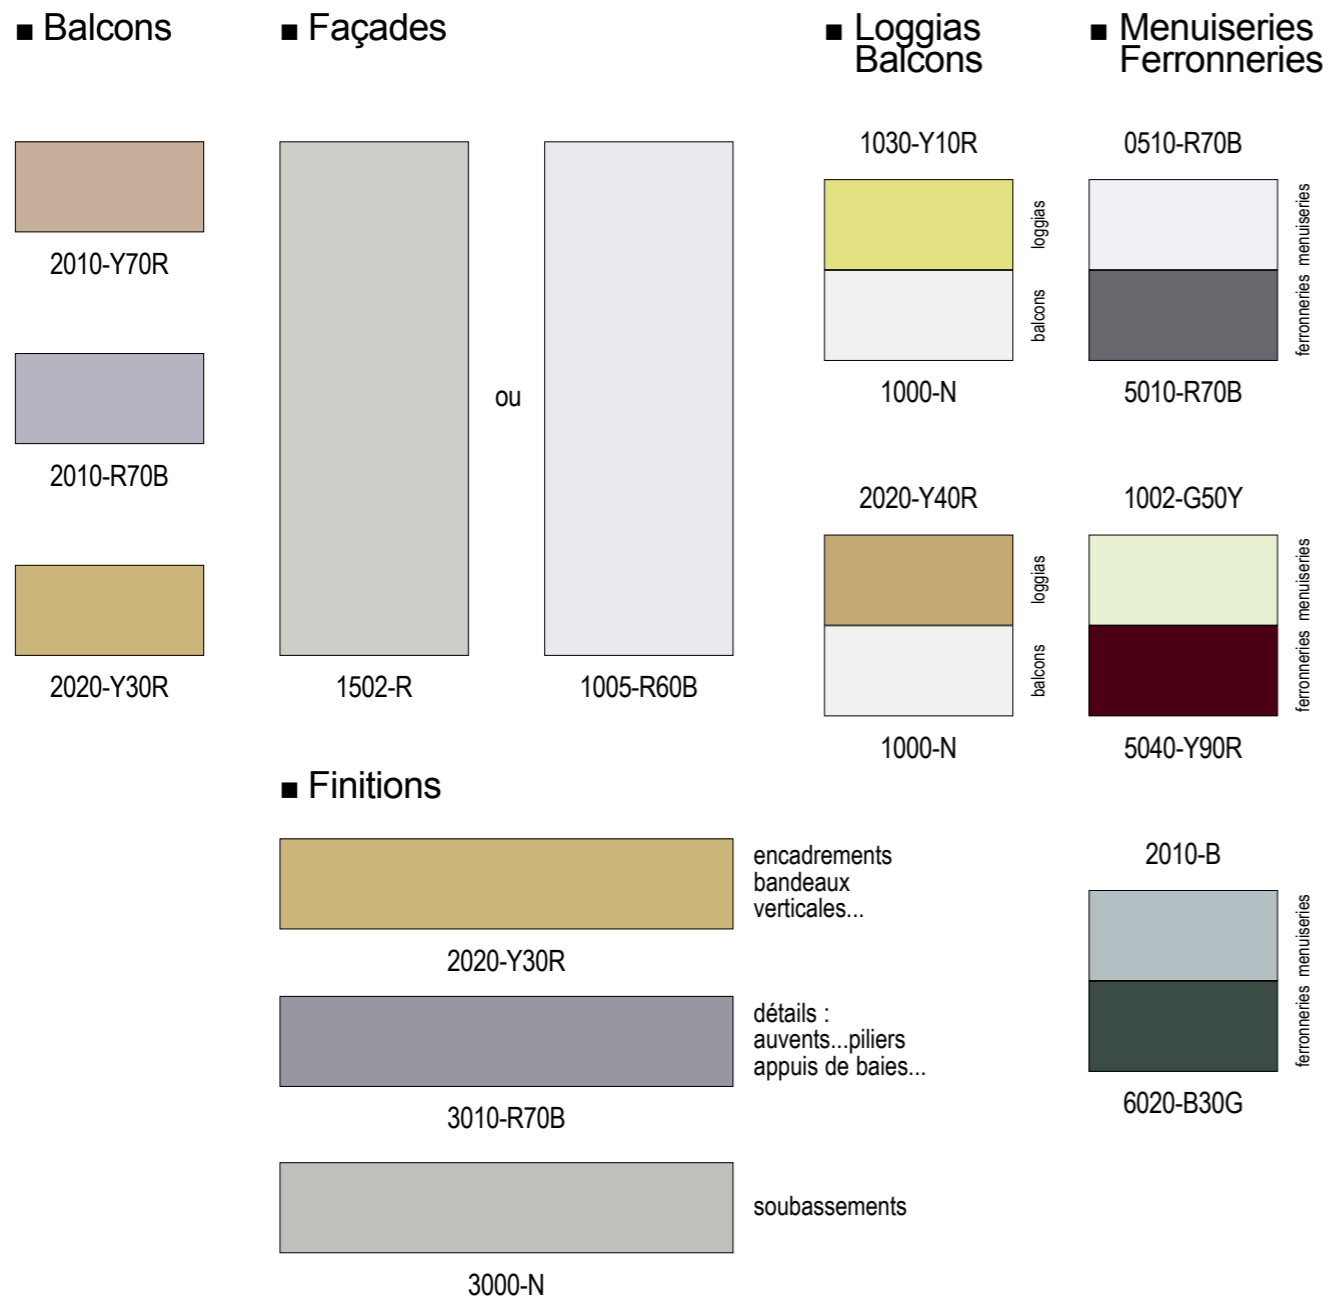 ■ Balcons
■ Façades
■ Loggias
Balcons
■ Menuiseries
Ferronneries
2010-Y70R
2010-R70B
2020-Y30R
1502-R
ou
1005-R60B
1030-Y10R
loggias
balcons
1000-N
2020-Y40R
loggias
balcons
1000-N
0510-R70B
menuiseries
ferronneries
5010-R70B
1002-G50Y
menuiseries
ferronneries
5040-Y90R
2010-B
menuiseries
ferronneries
6020-B30G
■ Finitions
encadrements
bandeaux
verticales...
2020-Y30R
détails :
auvents...piliers
appuis de baies...
3010-R70B
soubassements
3000-N